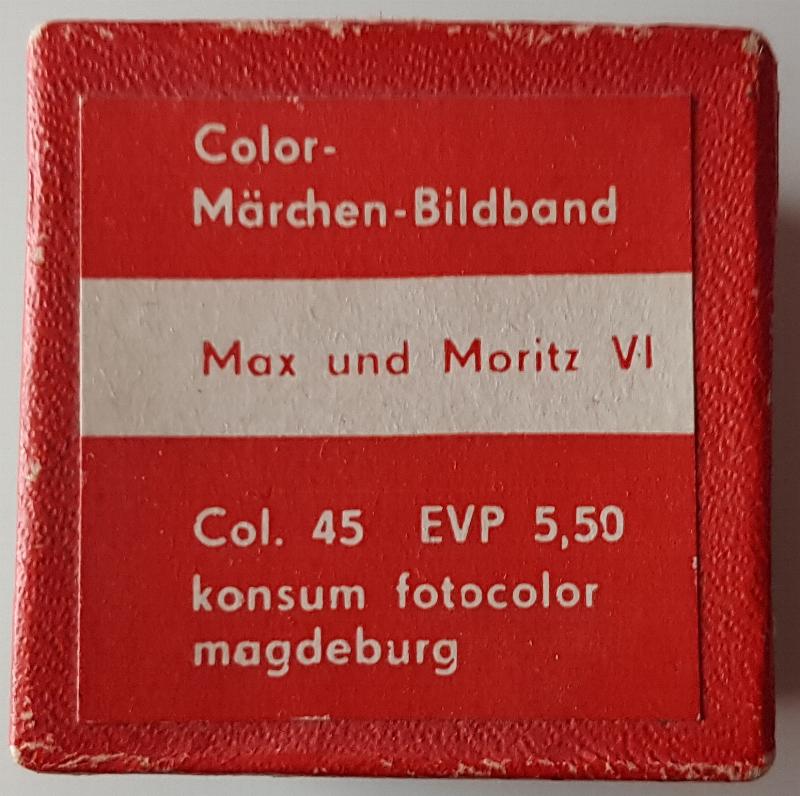 Color-
Märchen-Bildband
Max und Moritz VI
Col. 45 EVP 5,50
konsum fotocolor
magdeburg